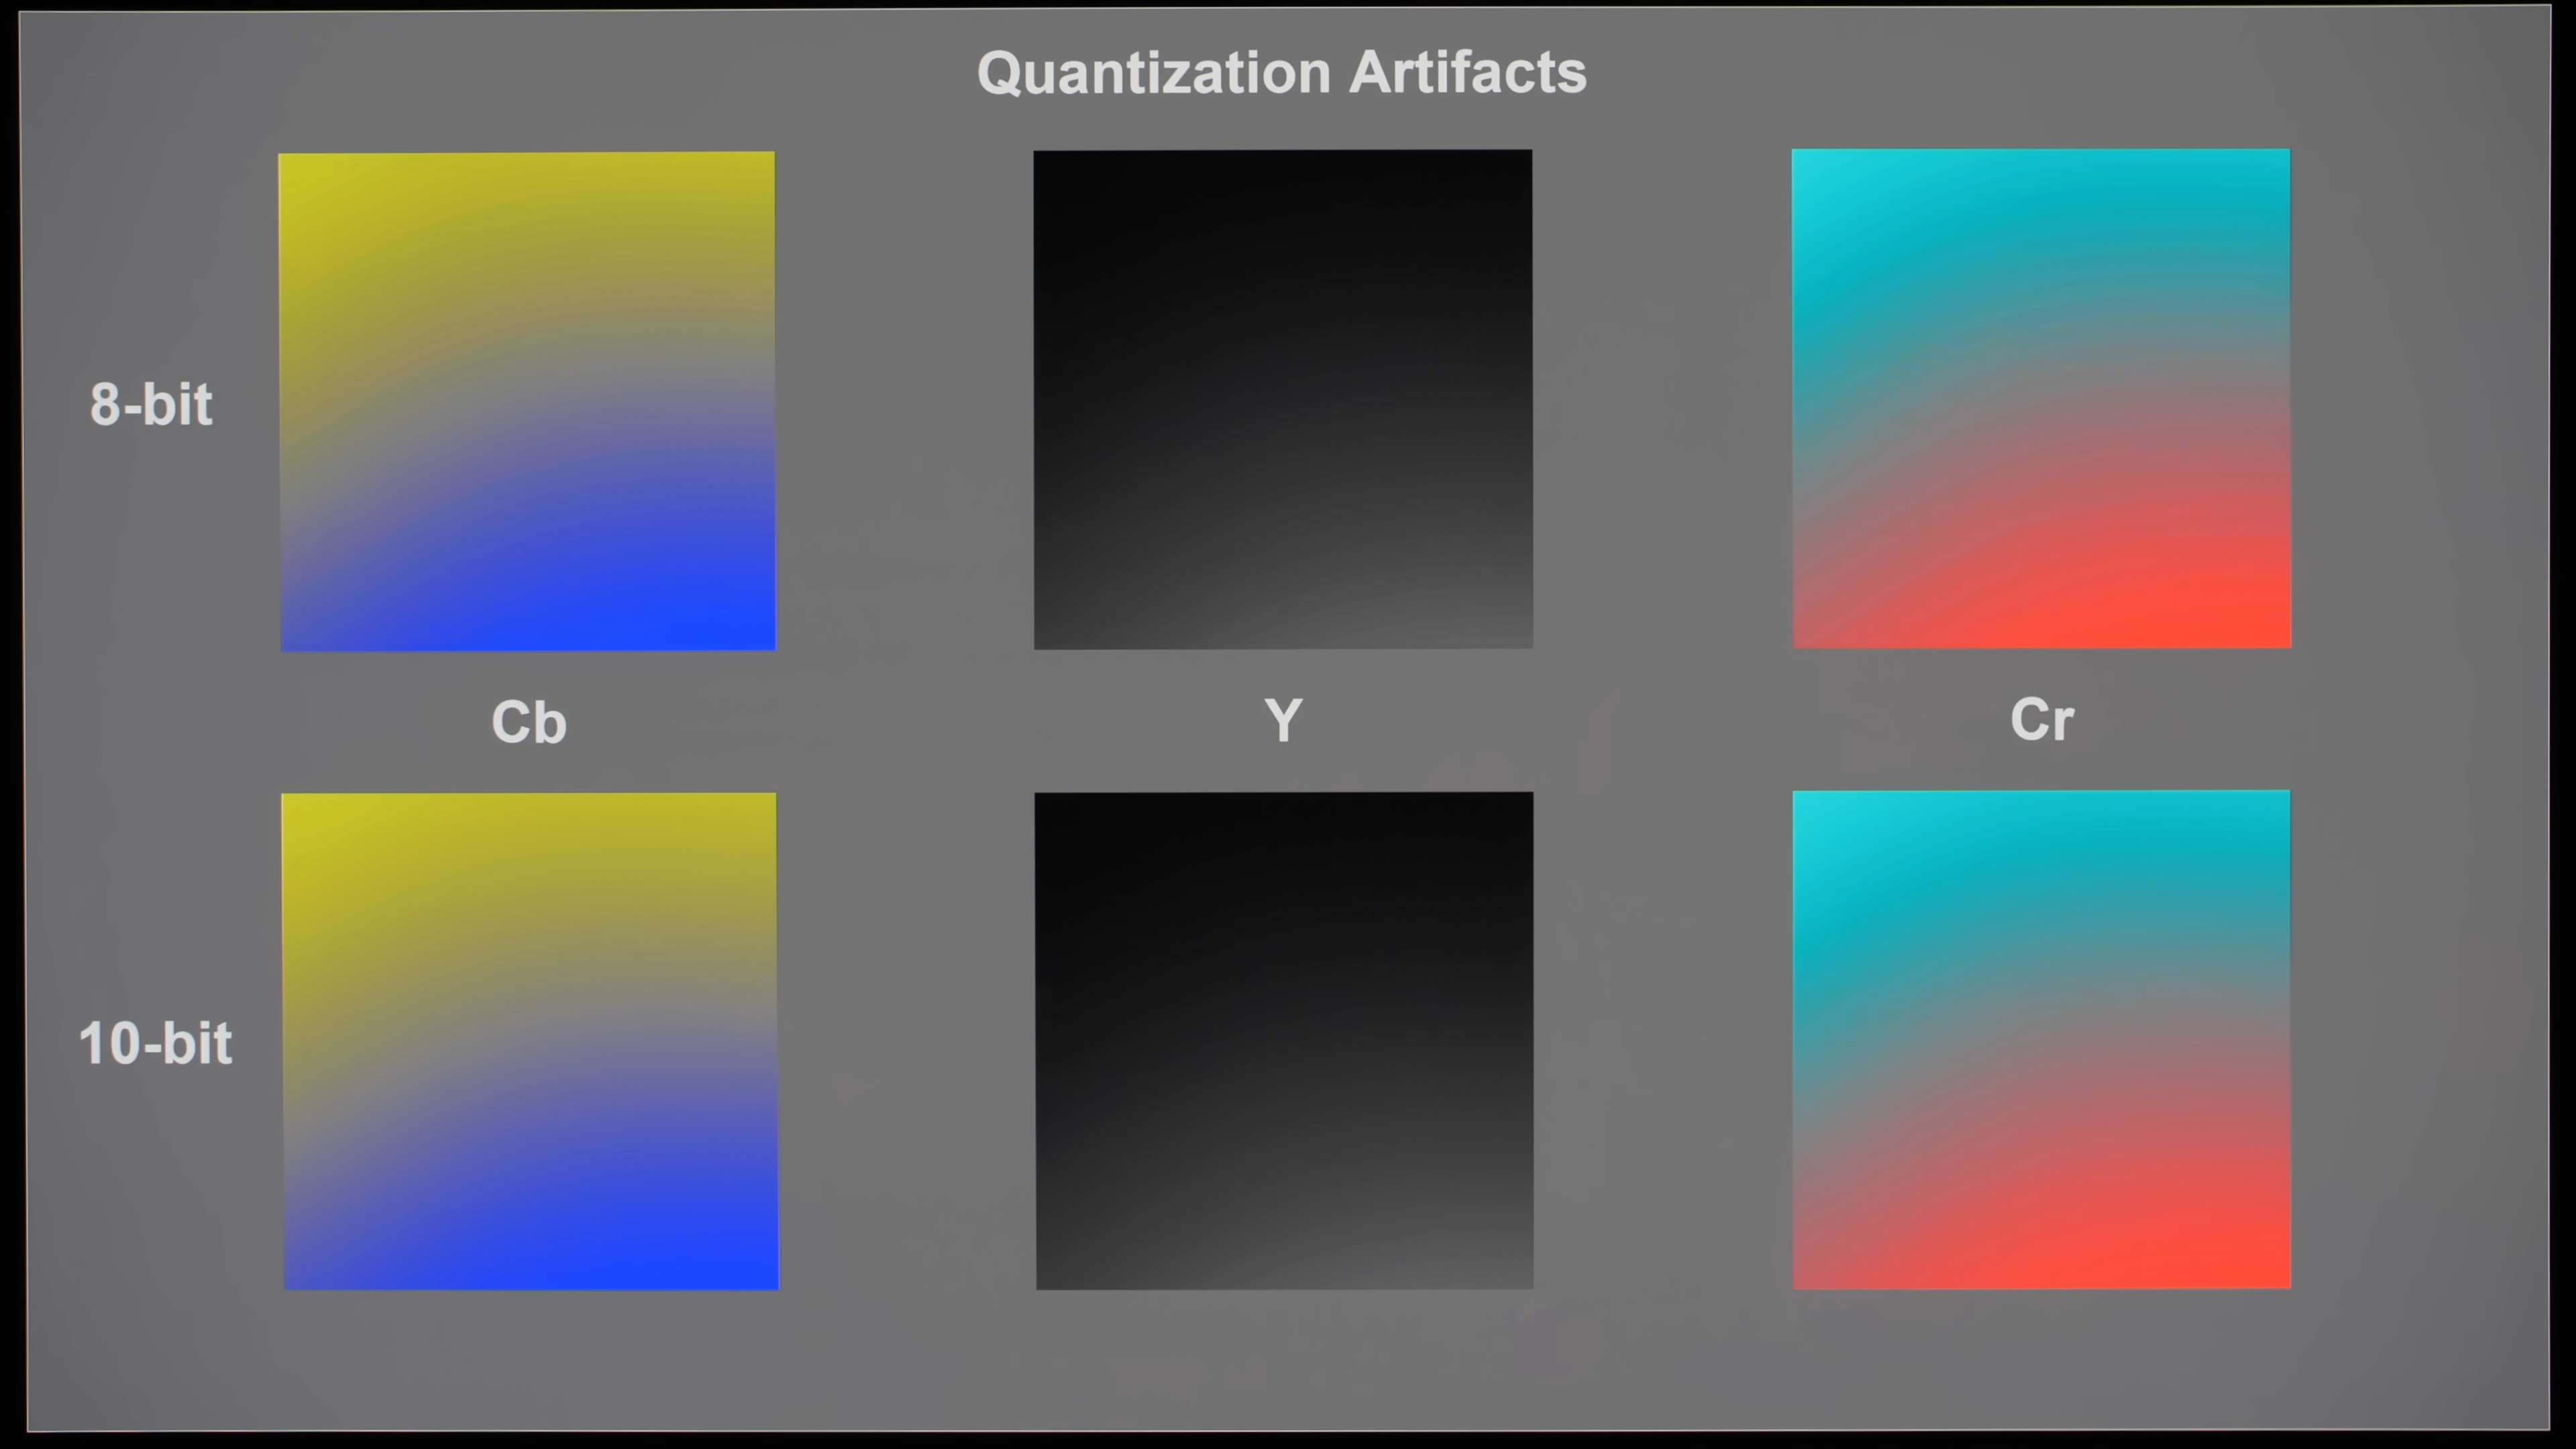 Quantization Artifacts
8-bit
Cb
Y
Cr
10-bit